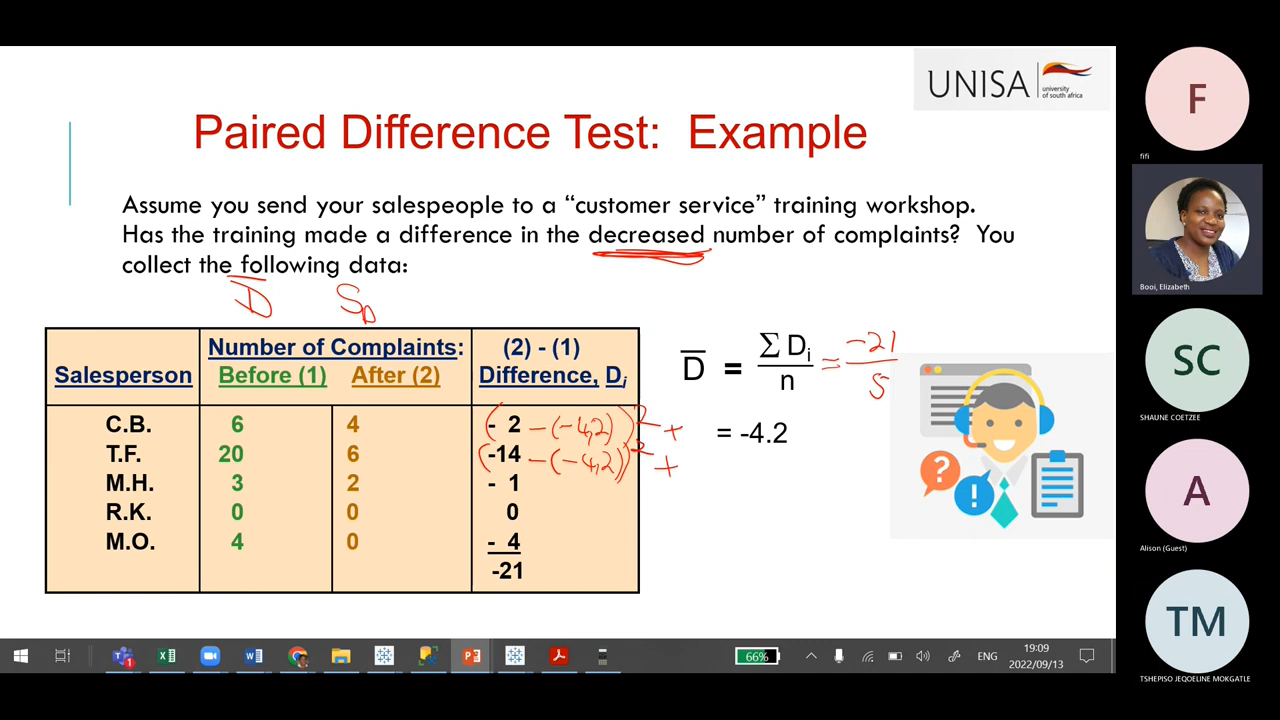 UNISA
university
of south africa
Paired Difference Test: Example
Assume you send your salespeople to a “customer service” training workshop.
Has the training made a difference in the decreased number of complaints? You
collect the following data:
D̅ S_D
Number of Complaints: (2) - (1)
Salesperson Before (1) After (2) Difference, Di
C.B. 6 4 (- 2 -(-4,2))² +
T.F. 20 6 (-14 -(-4,2))² +
M.H. 3 2 - 1
R.K. 0 0 0
M.O. 4 0 - 4
-21
D̅ = ∑ Di / n = -21 / 5
= -4.2
?
!
F
fifi
Booi, Elizabeth
SC
SHAUNE COETZEE
A
Alison (Guest)
TM
TSHEPISO JEQOELINE MOKGATLE
1
66%
ENG
19:09
2022/09/13